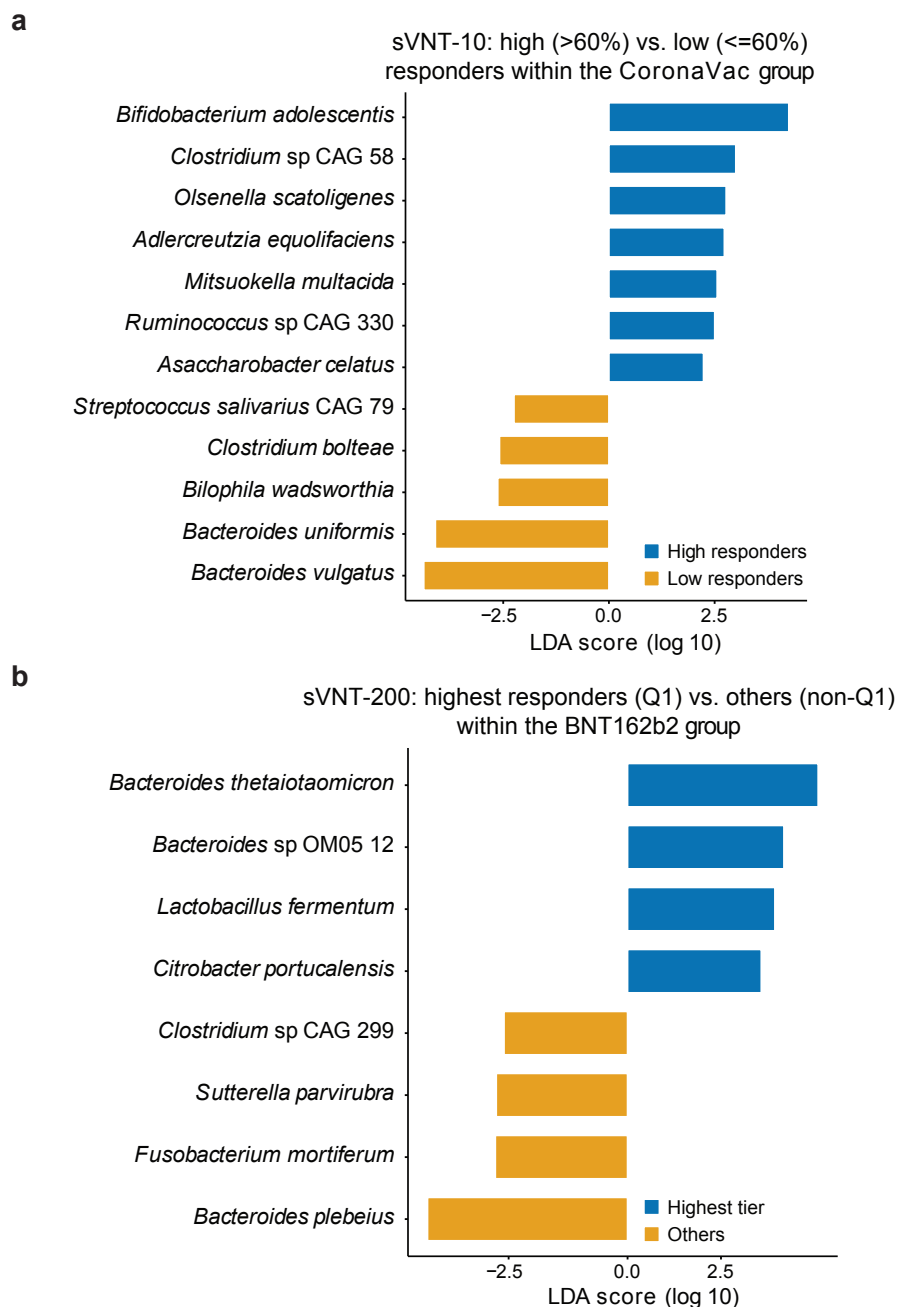 a
sVNT-10: high (>60%) vs. low (<=60%)
responders within the CoronaVac group
Bifidobacterium adolescentis
Clostridium sp CAG 58
Olsenella scatoligenes
Adlercreutzia equolifaciens
Mitsuokella multacida
Ruminococcus sp CAG 330
Asaccharobacter celatus
Streptococcus salivarius CAG 79
Clostridium bolteae
Bilophila wadsworthia
Bacteroides uniformis
Bacteroides vulgatus
High responders
Low responders
−2.5 0.0 2.5
LDA score (log 10)
b
sVNT-200: highest responders (Q1) vs. others (non-Q1)
within the BNT162b2 group
Bacteroides thetaiotaomicron
Bacteroides sp OM05 12
Lactobacillus fermentum
Citrobacter portucalensis
Clostridium sp CAG 299
Sutterella parvirubra
Fusobacterium mortiferum
Bacteroides plebeius
Highest tier
Others
−2.5 0.0 2.5
LDA score (log 10)